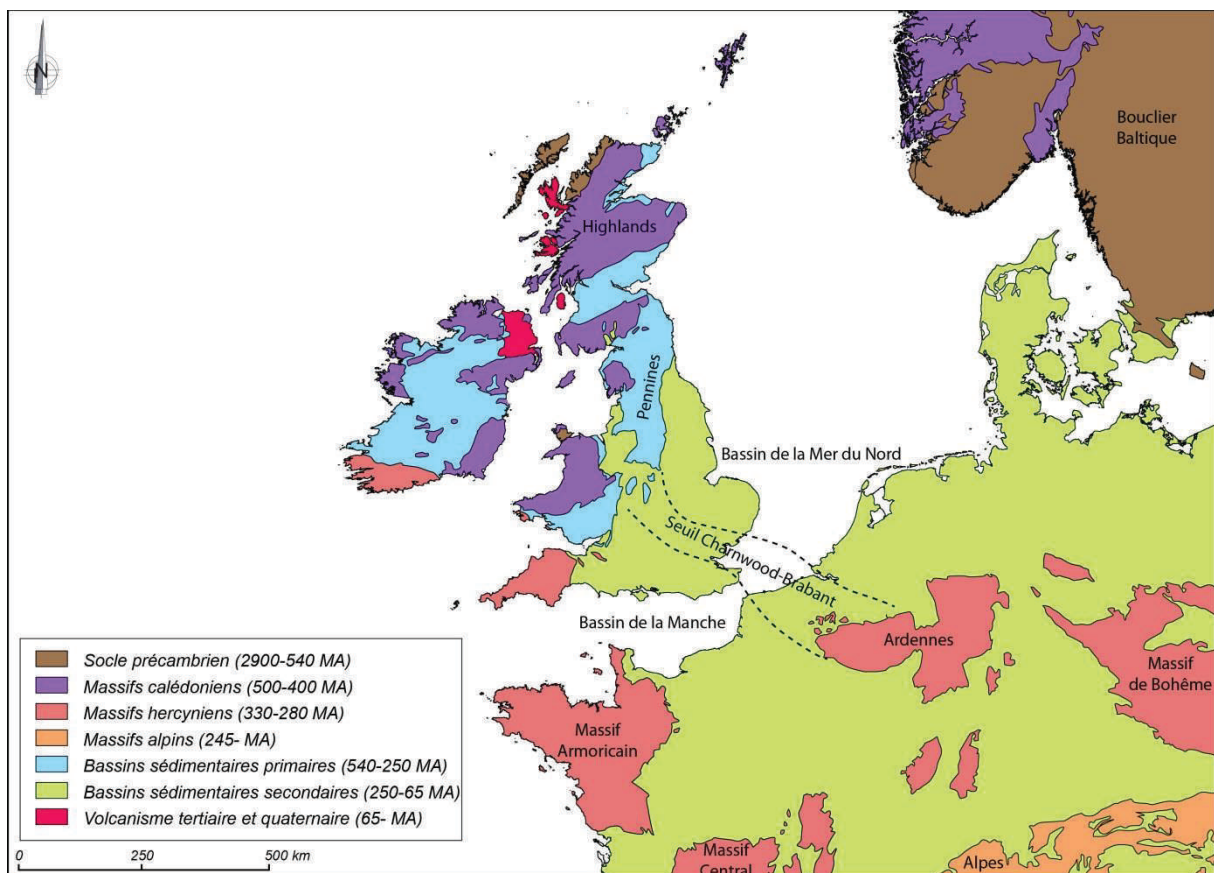 N
Bouclier
Baltique
Highlands
Pennines
Bassin de la Mer du Nord
Seuil Charnwood-Brabant
Bassin de la Manche
Ardennes
Massif
de Bohême
Massif
Armoricain
Massif
Central
Alpes
Socle précambrien (2900-540 MA)
Massifs calédoniens (500-400 MA)
Massifs hercyniens (330-280 MA)
Massifs alpins (245- MA)
Bassins sédimentaires primaires (540-250 MA)
Bassins sédimentaires secondaires (250-65 MA)
Volcanisme tertiaire et quaternaire (65- MA)
0 250 500 km